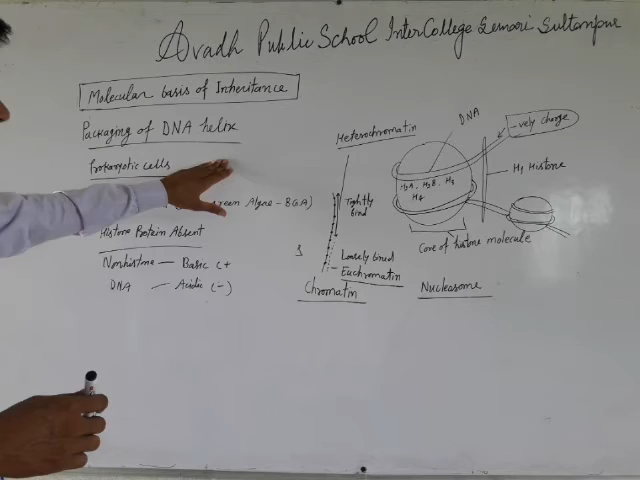 Avadh Public School InterCollege Semari Sultanpur
Molecular basis of Inheritance
Packaging of DNA helix
Prokaryotic cells
green Algae - BGA)
Histone Protein Absent
Nonhistone — Basic (+
DNA — Acidic (-)
Heterochromatin
Tightly bind
Loosely bind
Euchromatin
Chromatin
DNA
-vely charge
H2A, H2B, H3
H4
H1 Histone
Core of histone molecule
Nucleasome